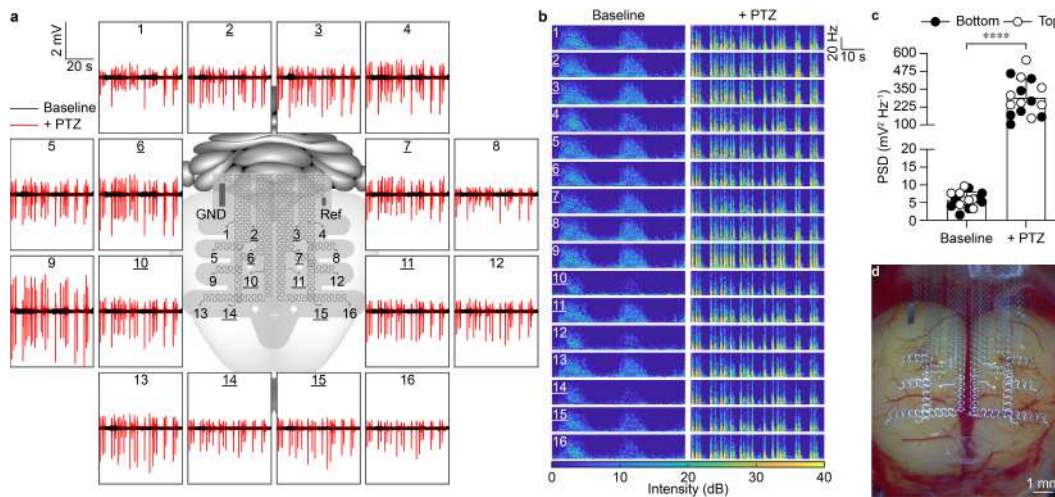 a
2 mV
20 s
Baseline
+ PTZ
1 2 3 4
5 6 7 8
GND Ref
1 2 3 4
5 6 7 8
9 10 11 12
13 14 15 16
9 10 11 12
13 14 15 16
b
Baseline + PTZ
20 Hz
10 s
1
2
3
4
5
6
7
8
9
10
11
12
13
14
15
16
0 10 20 30 40
Intensity (dB)
c
Bottom Top
****
600
475
350
225
100
20
15
10
5
0
PSD (mV² Hz⁻¹)
Baseline + PTZ
d
1 mm